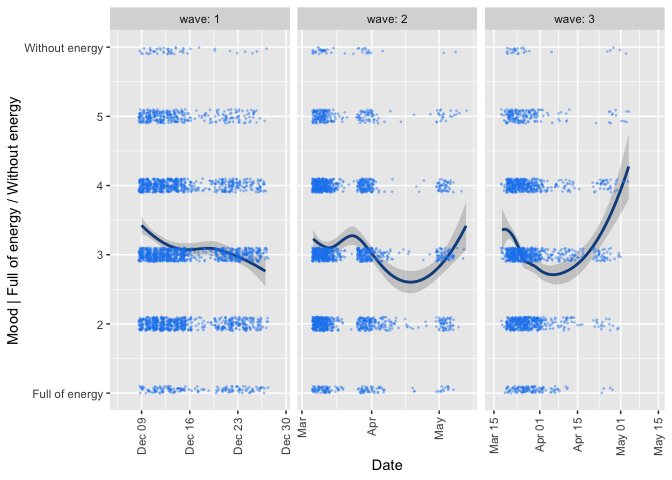 wave: 1
wave: 2
wave: 3
Mood | Full of energy / Without energy
Without energy
5
4
3
2
Full of energy
Dec 09
Dec 16
Dec 23
Dec 30
Mar
Apr
May
Mar 15
Apr 01
Apr 15
May 01
May 15
Date